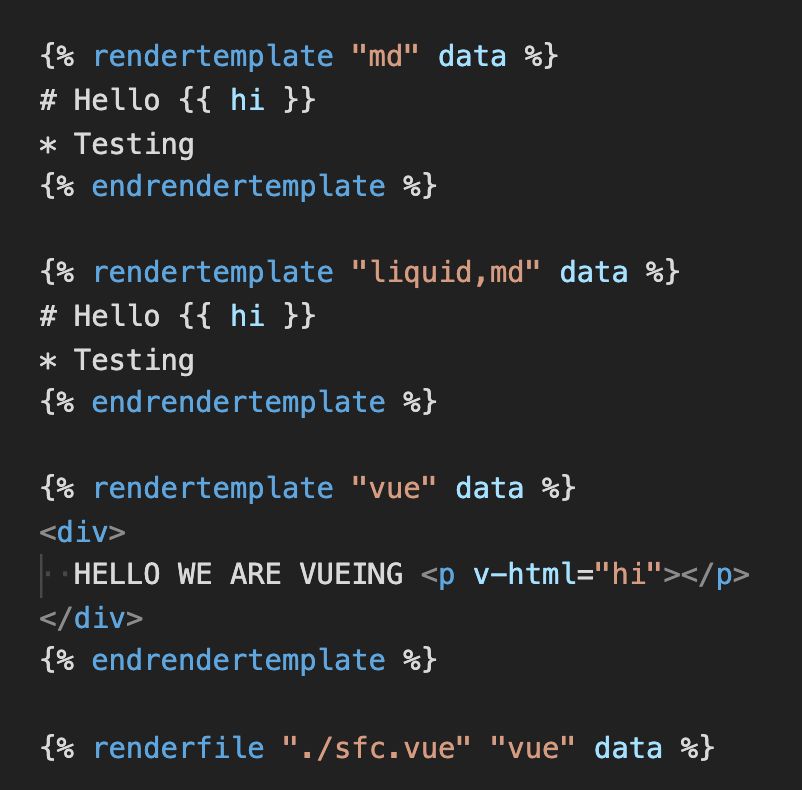 {% rendertemplate "md" data %}
# Hello {{ hi }}
* Testing
{% endrendertemplate %}

{% rendertemplate "liquid,md" data %}
# Hello {{ hi }}
* Testing
{% endrendertemplate %}

{% rendertemplate "vue" data %}
<div>
  HELLO WE ARE VUEING <p v-html="hi"></p>
</div>
{% endrendertemplate %}

{% renderfile "./sfc.vue" "vue" data %}